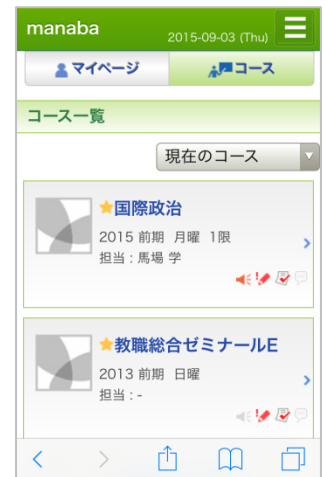 manaba
2015-09-03 (Thu)
マイページ
コース
コース一覧
現在のコース
国際政治
2015 前期 月曜 1限
担当 : 馬場 学
教職総合ゼミナールE
2013 前期 日曜
担当 : -